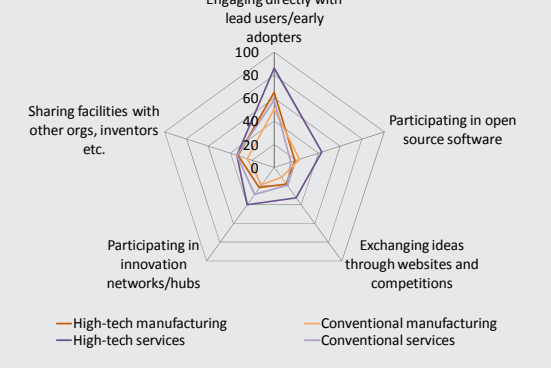 Engaging directly with
lead users/early
adopters
100
80
60
40
20
0
Sharing facilities with
other orgs, inventors
etc.
Participating in open
source software
Participating in
innovation
networks/hubs
Exchanging ideas
through websites and
competitions
High-tech manufacturing
Conventional manufacturing
High-tech services
Conventional services